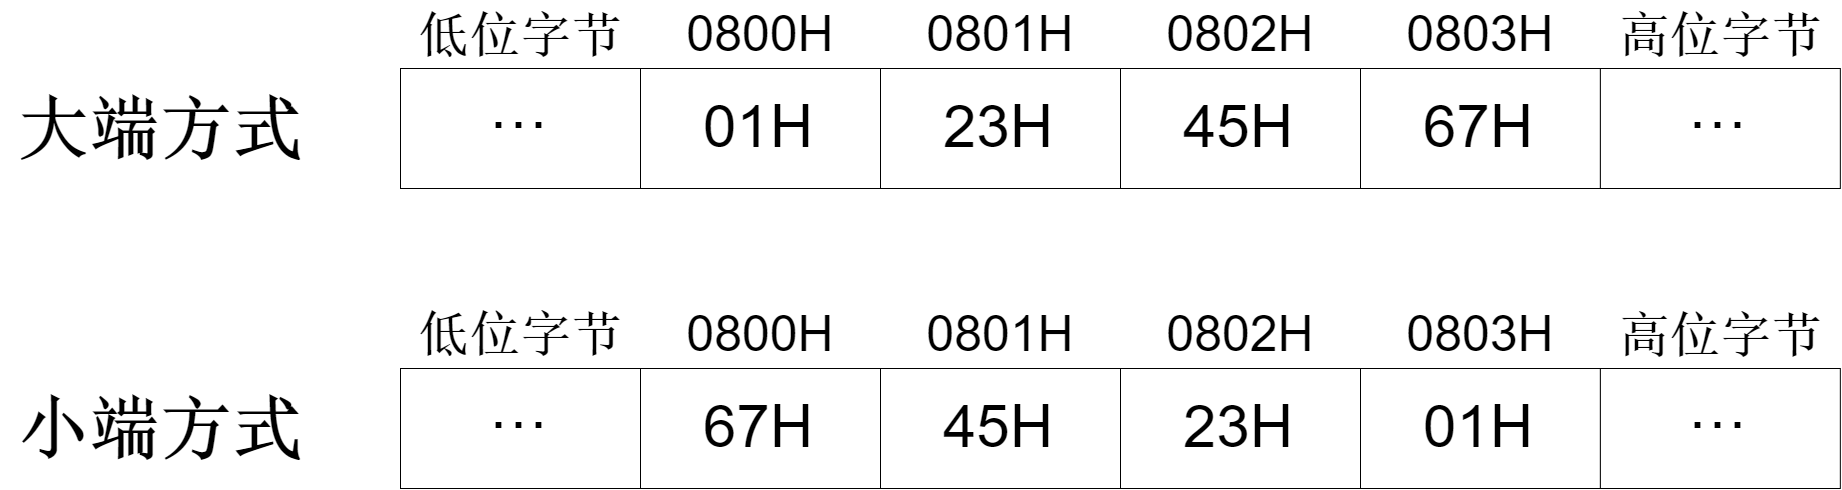 低位字节 0800H 0801H 0802H 0803H 高位字节
大端方式 ··· 01H 23H 45H 67H ···
低位字节 0800H 0801H 0802H 0803H 高位字节
小端方式 ··· 67H 45H 23H 01H ···